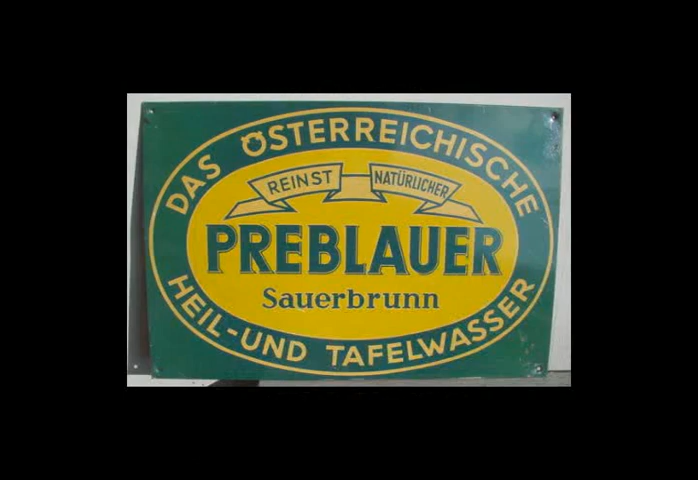 DAS ÖSTERREICHISCHE
REINST NATÜRLICHER
PREBLAUER
Sauerbrunn
HEIL-UND TAFELWASSER